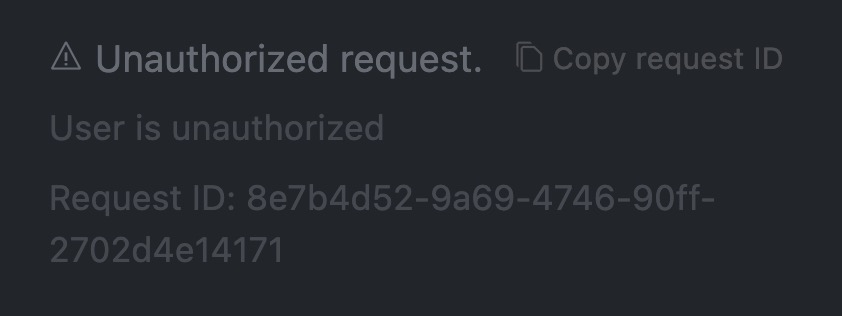 Unauthorized request. Copy request ID
User is unauthorized
Request ID: 8e7b4d52-9a69-4746-90ff-
2702d4e14171